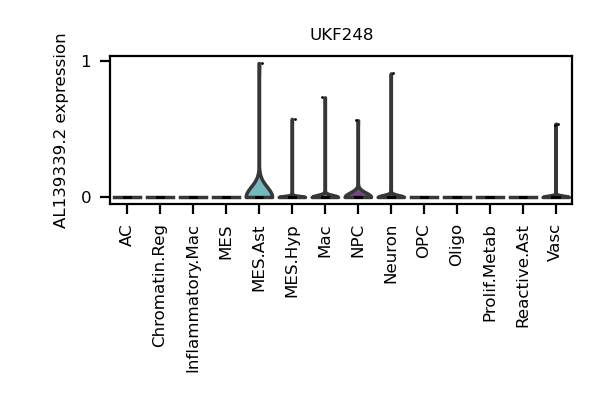 UKF248
AL139339.2 expression
1
0
AC
Chromatin.Reg
Inflammatory.Mac
MES
MES.Ast
MES.Hyp
Mac
NPC
Neuron
OPC
Oligo
Prolif.Metab
Reactive.Ast
Vasc